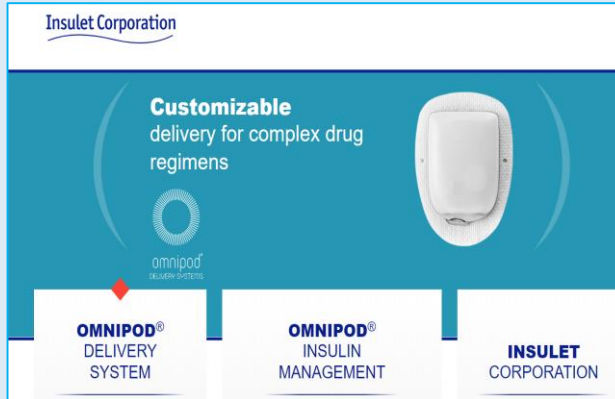 Insulet Corporation
Customizable
delivery for complex drug
regimens
omnipod®
DELIVERY SYSTEMS
OMNIPOD®
DELIVERY
SYSTEM
OMNIPOD®
INSULIN
MANAGEMENT
INSULET
CORPORATION